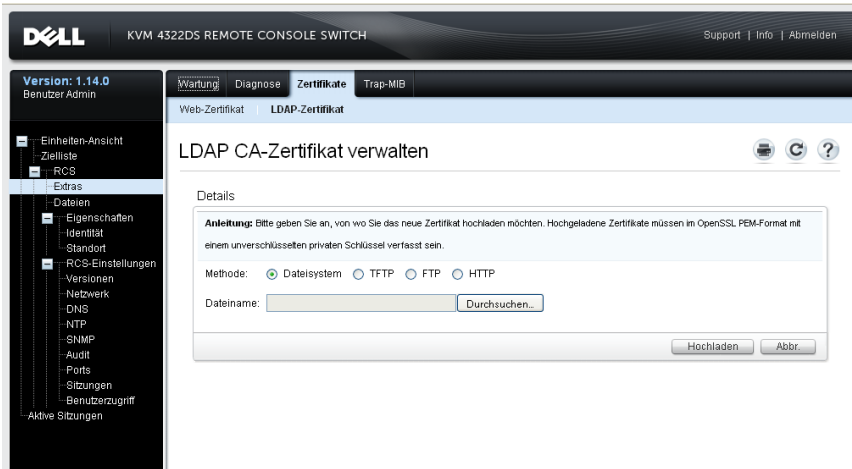 DELL KVM 4322DS REMOTE CONSOLE SWITCH Support | Info | Abmelden
Version: 1.14.0
Benutzer Admin
Wartung Diagnose Zertifikate Trap-MIB
Web-Zertifikat LDAP-Zertifikat
Einheiten-Ansicht
Zielliste
RCS
Extras
Dateien
Eigenschaften
Identität
Standort
RCS-Einstellungen
Versionen
Netzwerk
DNS
NTP
SNMP
Audit
Ports
Sitzungen
Benutzerzugriff
Aktive Sitzungen
LDAP CA-Zertifikat verwalten
Details
Anleitung: Bitte geben Sie an, von wo Sie das neue Zertifikat hochladen möchten. Hochgeladene Zertifikate müssen im OpenSSL PEM-Format mit
einem unverschlüsselten privaten Schlüssel verfasst sein.
Methode: Dateisystem TFTP FTP HTTP
Dateiname: Durchsuchen...
Hochladen Abbr.